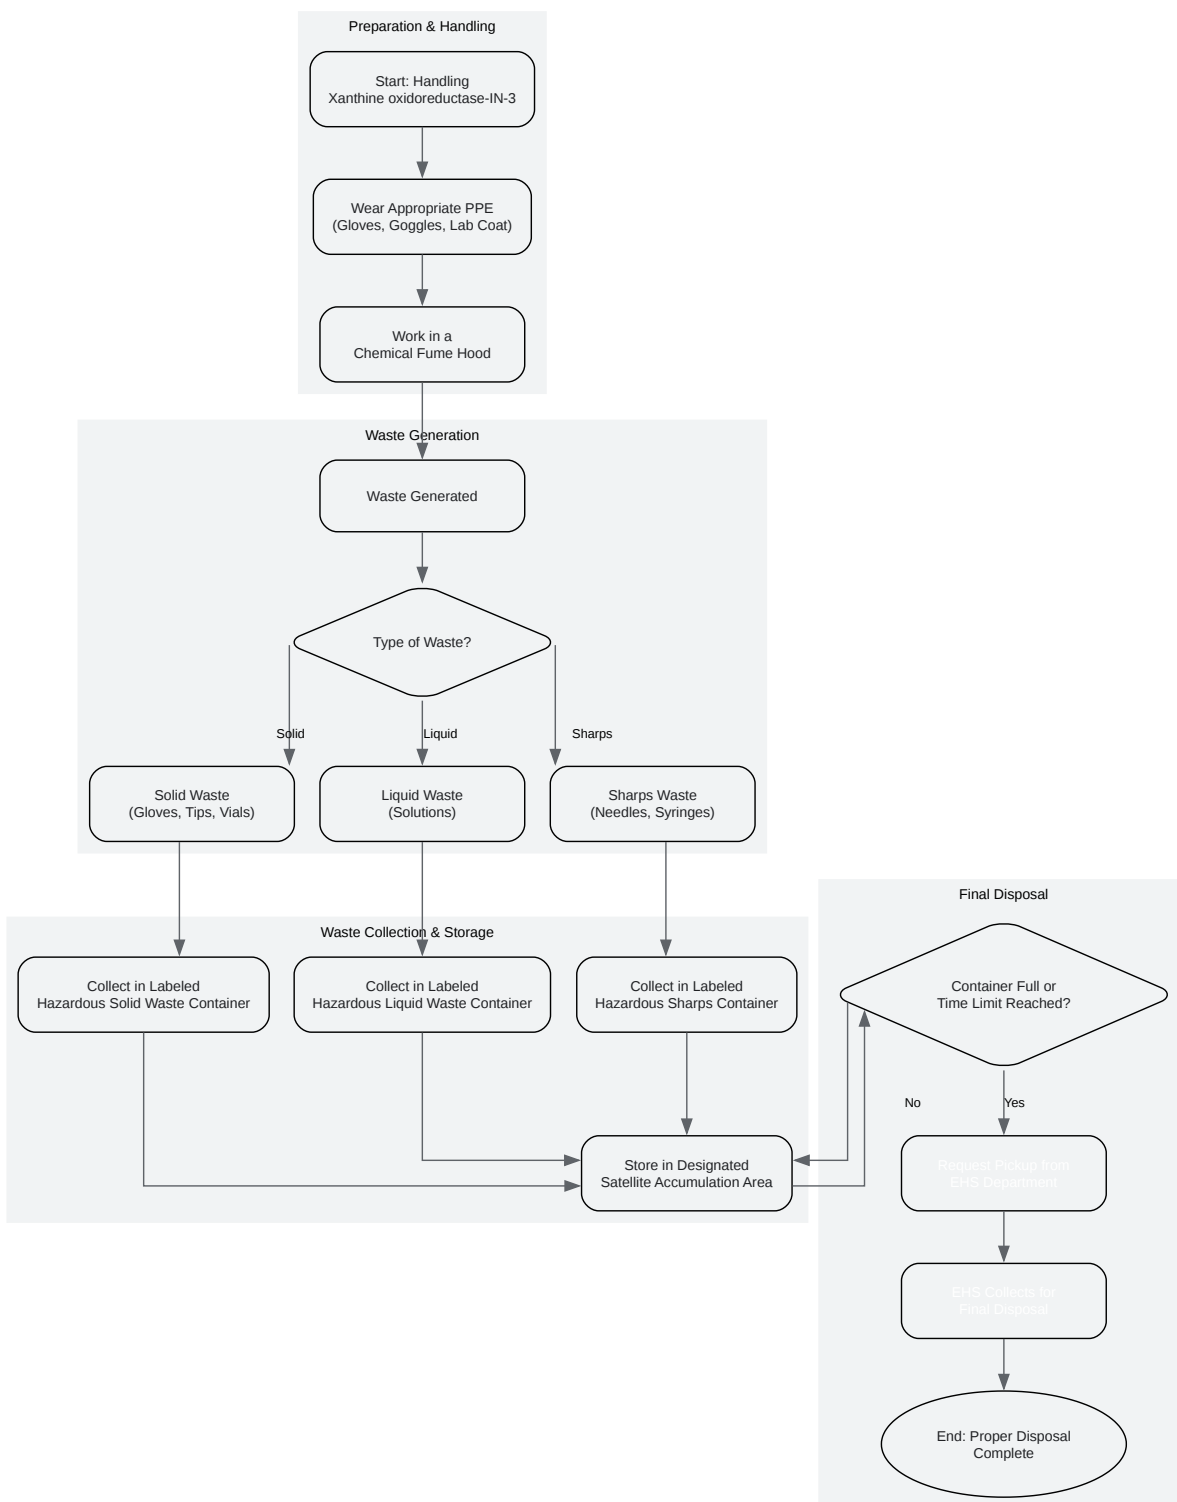 Preparation & Handling
Start: Handling
Xanthine oxidoreductase-IN-3
Wear Appropriate PPE
(Gloves, Goggles, Lab Coat)
Work in a
Chemical Fume Hood
Waste Generation
Waste Generated
Type of Waste?
Solid
Liquid
Sharps
Solid Waste
(Gloves, Tips, Vials)
Liquid Waste
(Solutions)
Sharps Waste
(Needles, Syringes)
Waste Collection & Storage
Collect in Labeled
Hazardous Solid Waste Container
Collect in Labeled
Hazardous Liquid Waste Container
Collect in Labeled
Hazardous Sharps Container
Store in Designated
Satellite Accumulation Area
Final Disposal
Container Full or
Time Limit Reached?
No
Yes
Request Pickup from
EHS Department
EHS Collects for
Final Disposal
End: Proper Disposal
Complete